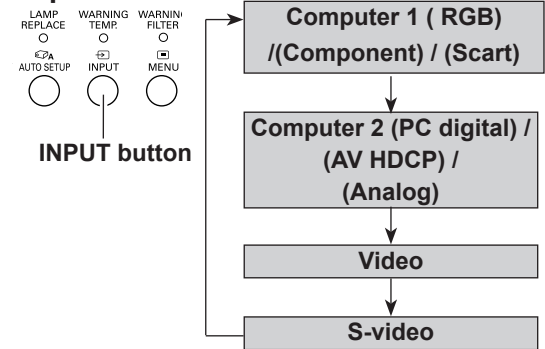 LAMP
REPLACE
WARNING
TEMP.
FILTER
AUTO SETUP
INPUT
MENU
INPUT button
Computer 1 ( RGB)
/(Component) / (Scart)
Computer 2 (PC digital) /
(AV HDCP) /
(Analog)
Video
S-video